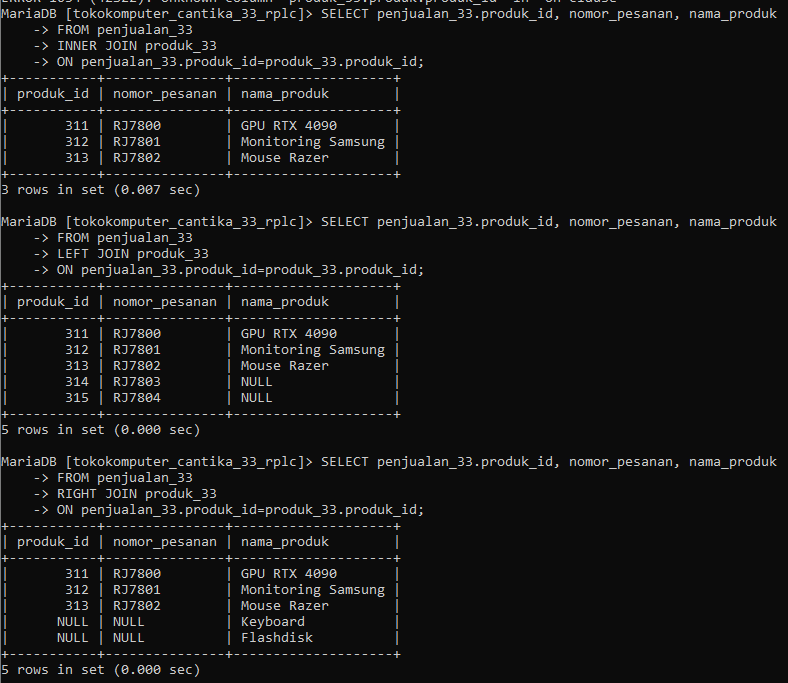 MariaDB [tokokomputer_cantika_33_rplc]> SELECT penjualan_33.produk_id, nomor_pesanan, nama_produk
    -> FROM penjualan_33
    -> INNER JOIN produk_33
    -> ON penjualan_33.produk_id=produk_33.produk_id;
+-----------+---------------+--------------------+
| produk_id | nomor_pesanan | nama_produk        |
+-----------+---------------+--------------------+
|       311 | RJ7800        | GPU RTX 4090       |
|       312 | RJ7801        | Monitoring Samsung |
|       313 | RJ7802        | Mouse Razer        |
+-----------+---------------+--------------------+
3 rows in set (0.007 sec)
MariaDB [tokokomputer_cantika_33_rplc]> SELECT penjualan_33.produk_id, nomor_pesanan, nama_produk
    -> FROM penjualan_33
    -> LEFT JOIN produk_33
    -> ON penjualan_33.produk_id=produk_33.produk_id;
+-----------+---------------+--------------------+
| produk_id | nomor_pesanan | nama_produk        |
+-----------+---------------+--------------------+
|       311 | RJ7800        | GPU RTX 4090       |
|       312 | RJ7801        | Monitoring Samsung |
|       313 | RJ7802        | Mouse Razer        |
|       314 | RJ7803        | NULL               |
|       315 | RJ7804        | NULL               |
+-----------+---------------+--------------------+
5 rows in set (0.000 sec)
MariaDB [tokokomputer_cantika_33_rplc]> SELECT penjualan_33.produk_id, nomor_pesanan, nama_produk
    -> FROM penjualan_33
    -> RIGHT JOIN produk_33
    -> ON penjualan_33.produk_id=produk_33.produk_id;
+-----------+---------------+--------------------+
| produk_id | nomor_pesanan | nama_produk        |
+-----------+---------------+--------------------+
|       311 | RJ7800        | GPU RTX 4090       |
|       312 | RJ7801        | Monitoring Samsung |
|       313 | RJ7802        | Mouse Razer        |
|      NULL | NULL          | Keyboard           |
|      NULL | NULL          | Flashdisk          |
+-----------+---------------+--------------------+
5 rows in set (0.000 sec)